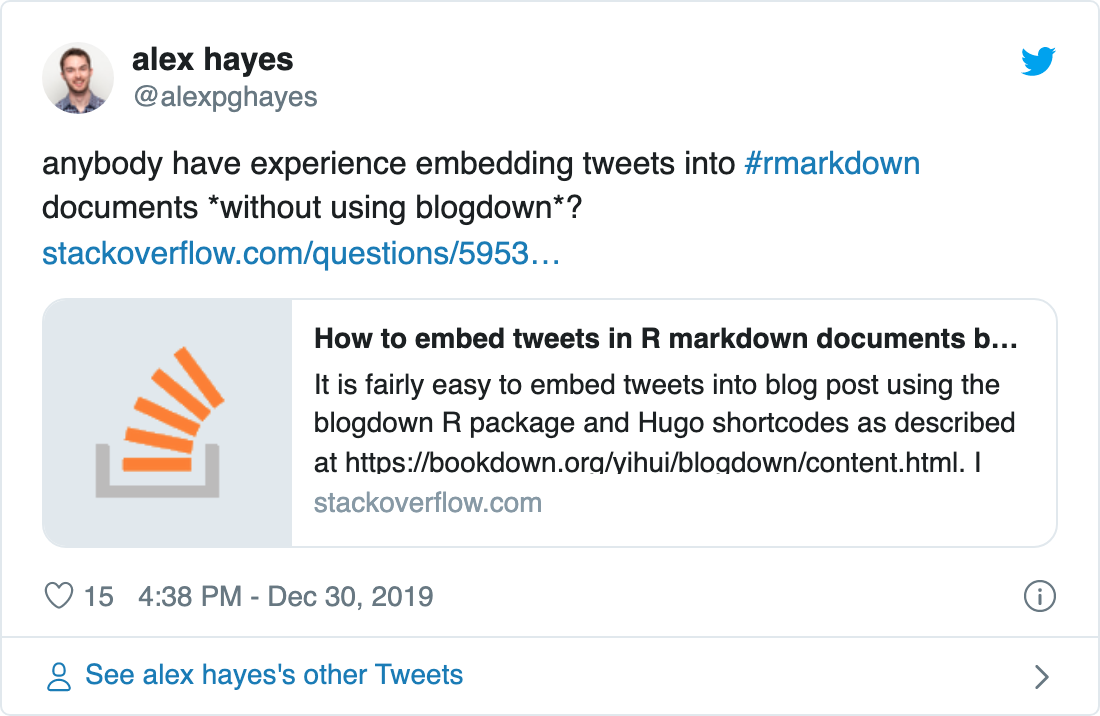 alex hayes
@alexpghayes
anybody have experience embedding tweets into #rmarkdown
documents *without using blogdown*?
stackoverflow.com/questions/5953…
How to embed tweets in R markdown documents b…
It is fairly easy to embed tweets into blog post using the
blogdown R package and Hugo shortcodes as described
at https://bookdown.org/yihui/blogdown/content.html. I
stackoverflow.com
15 4:38 PM - Dec 30, 2019
See alex hayes's other Tweets